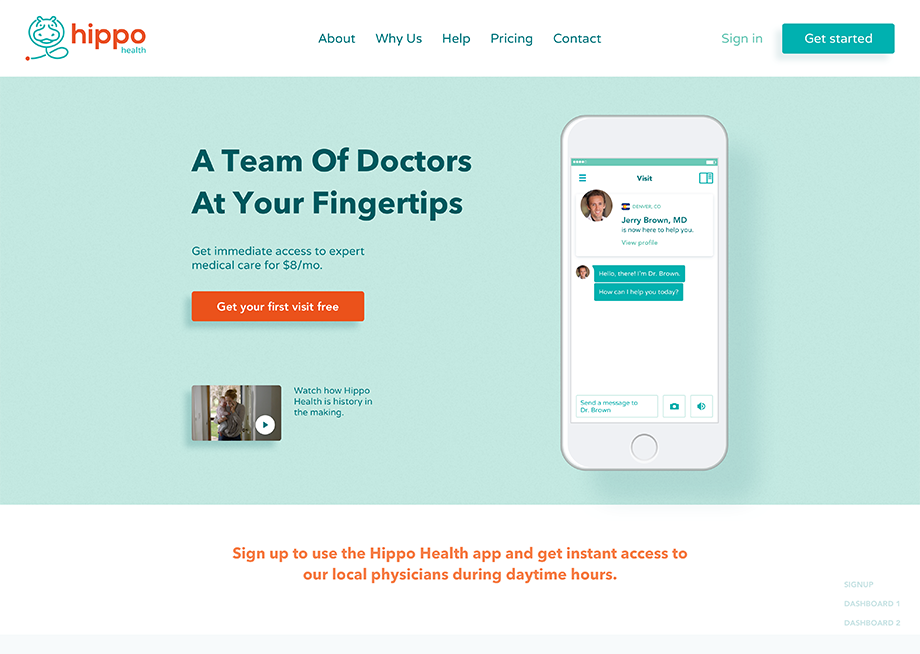 hippo
health
About Why Us Help Pricing Contact
Sign in
Get started
A Team Of Doctors
At Your Fingertips
Get immediate access to expert
medical care for $8/mo.
Get your first visit free
Watch how Hippo
Health is history in
the making.
Visit
DENVER, CO
Jerry Brown, MD
is now here to help you.
View profile
Hello, there! I'm Dr. Brown.
How can I help you today?
Send a message to
Dr. Brown
Sign up to use the Hippo Health app and get instant access to
our local physicians during daytime hours.
SIGNUP
DASHBOARD 1
DASHBOARD 2